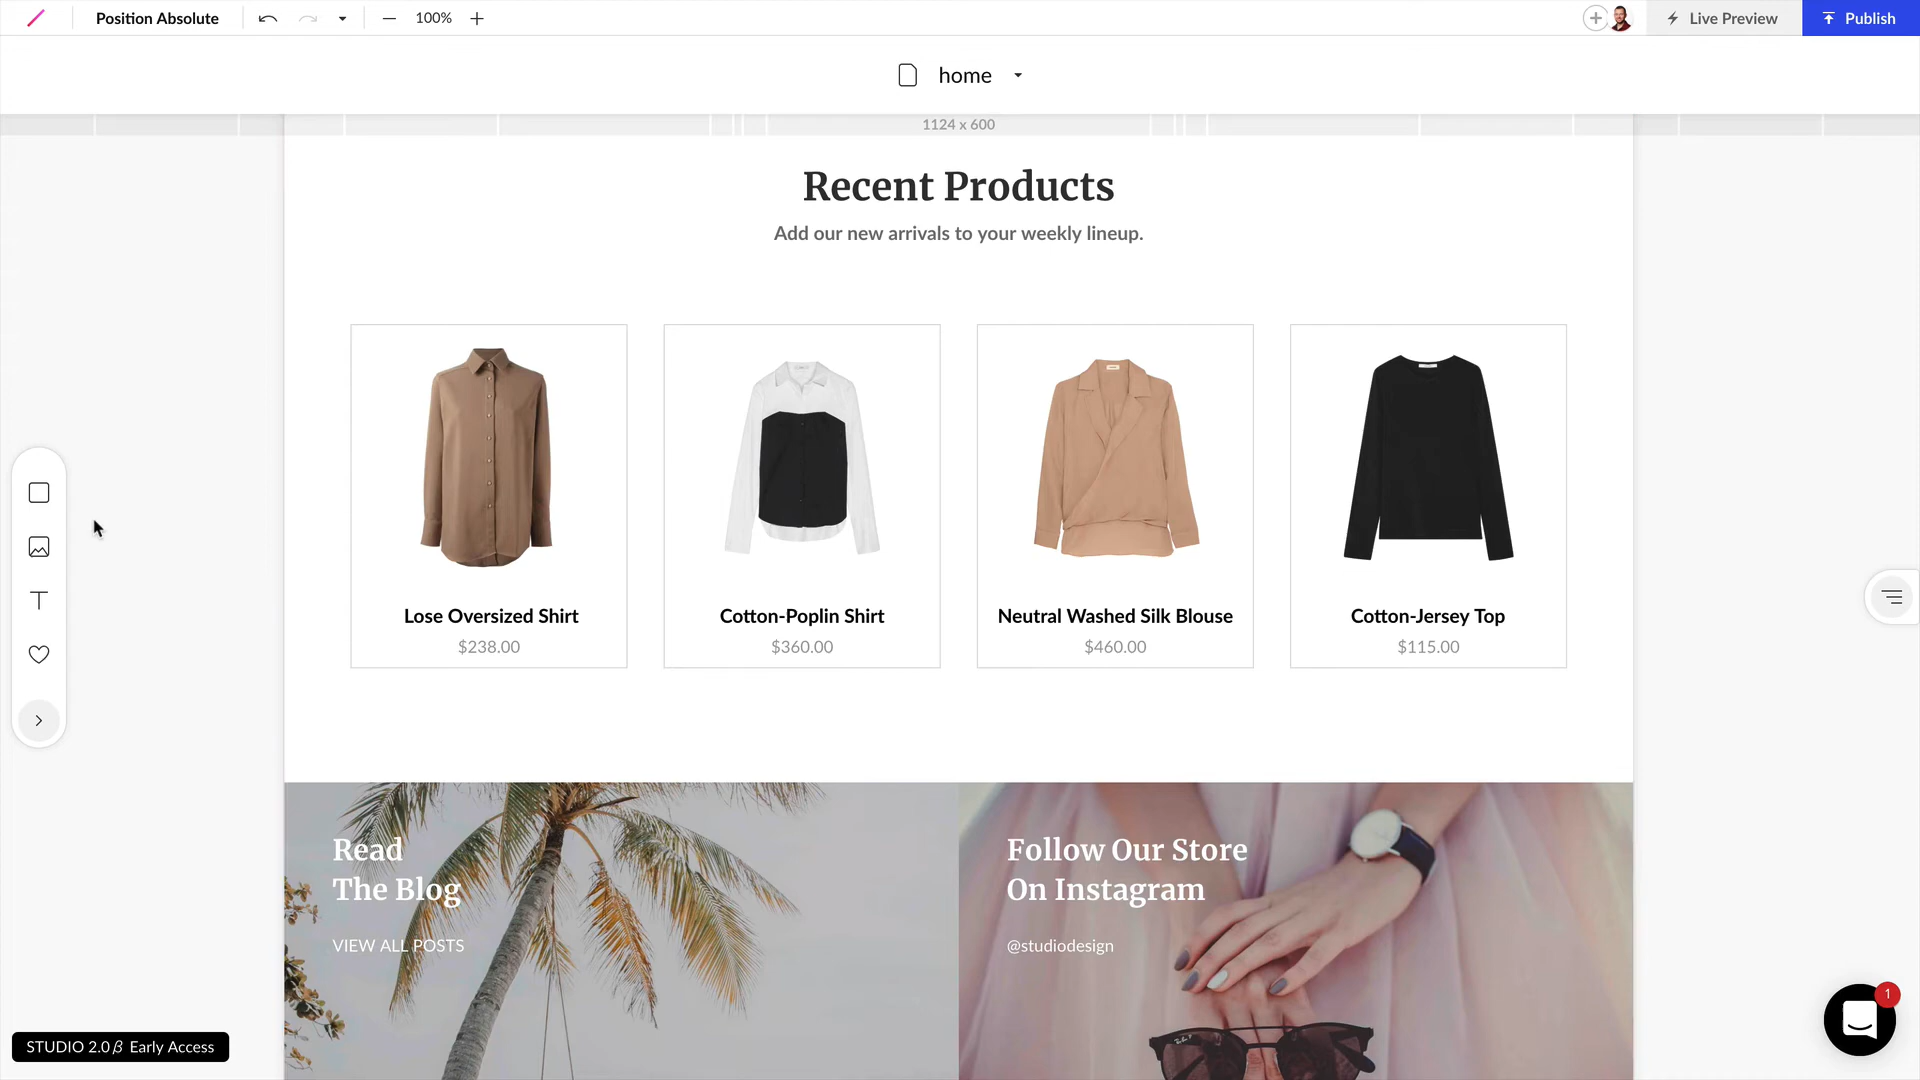 Position Absolute
100%
Live Preview
Publish
home
1124 x 600
Recent Products
Add our new arrivals to your weekly lineup.
Lose Oversized Shirt
$238.00
Cotton-Poplin Shirt
$360.00
Neutral Washed Silk Blouse
$460.00
Cotton-Jersey Top
$115.00
Read
The Blog
VIEW ALL POSTS
Follow Our Store
On Instagram
@studiodesign
Ray-Ban
STUDIO 2.0 β Early Access
1